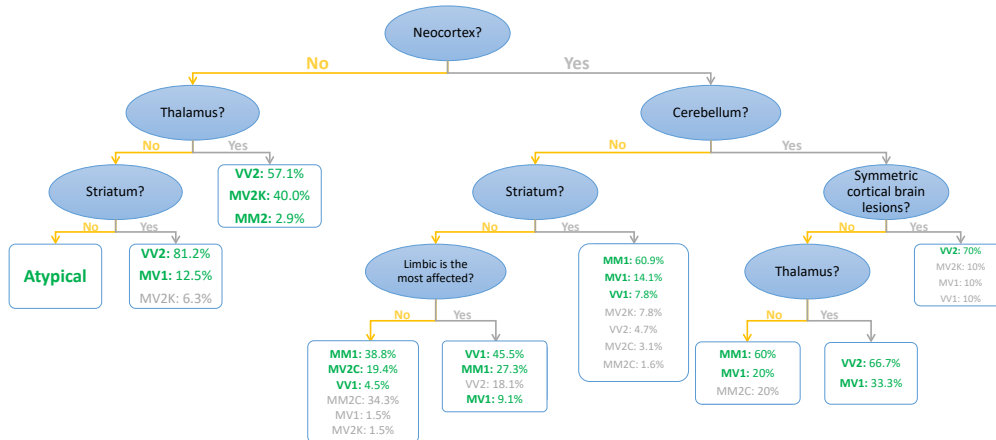 Neocortex?
No
Yes
Thalamus?
Cerebellum?
No
Yes
No
Yes
Striatum?
VV2: 57.1%
MV2K: 40.0%
MM2: 2.9%
Striatum?
Symmetric
cortical brain
lesions?
No
Yes
No
Yes
No
Yes
Atypical
VV2: 81.2%
MV1: 12.5%
MV2K: 6.3%
Limbic is the
most affected?
MM1: 60.9%
MV1: 14.1%
VV1: 7.8%
MV2K: 7.8%
VV2: 4.7%
MV2C: 3.1%
MM2C: 1.6%
Thalamus?
VV2: 70%
MV2K: 10%
MV1: 10%
VV1: 10%
No
Yes
No
Yes
MM1: 38.8%
MV2C: 19.4%
VV1: 4.5%
MM2C: 34.3%
MV1: 1.5%
MV2K: 1.5%
VV1: 45.5%
MM1: 27.3%
VV2: 18.1%
MV1: 9.1%
MM1: 60%
MV1: 20%
MM2C: 20%
VV2: 66.7%
MV1: 33.3%